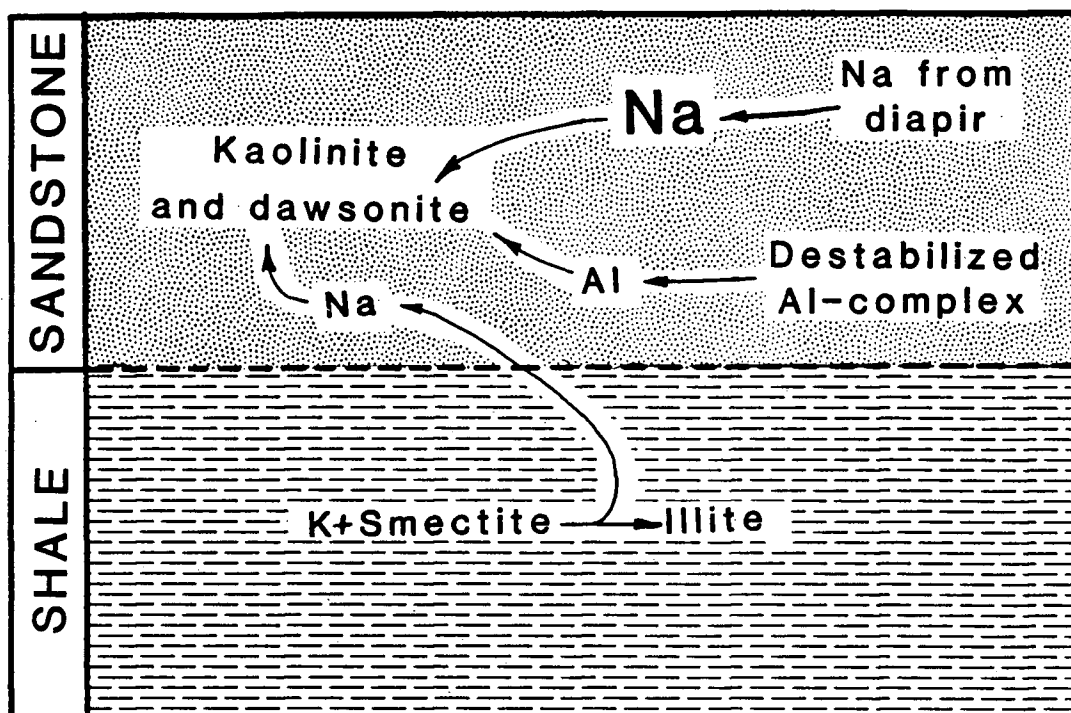 SANDSTONE
Na from
diapir
Na
Kaolinite
and dawsonite
Destabilized
Al-complex
Al
Na
SHALE
K+Smectite
Illite